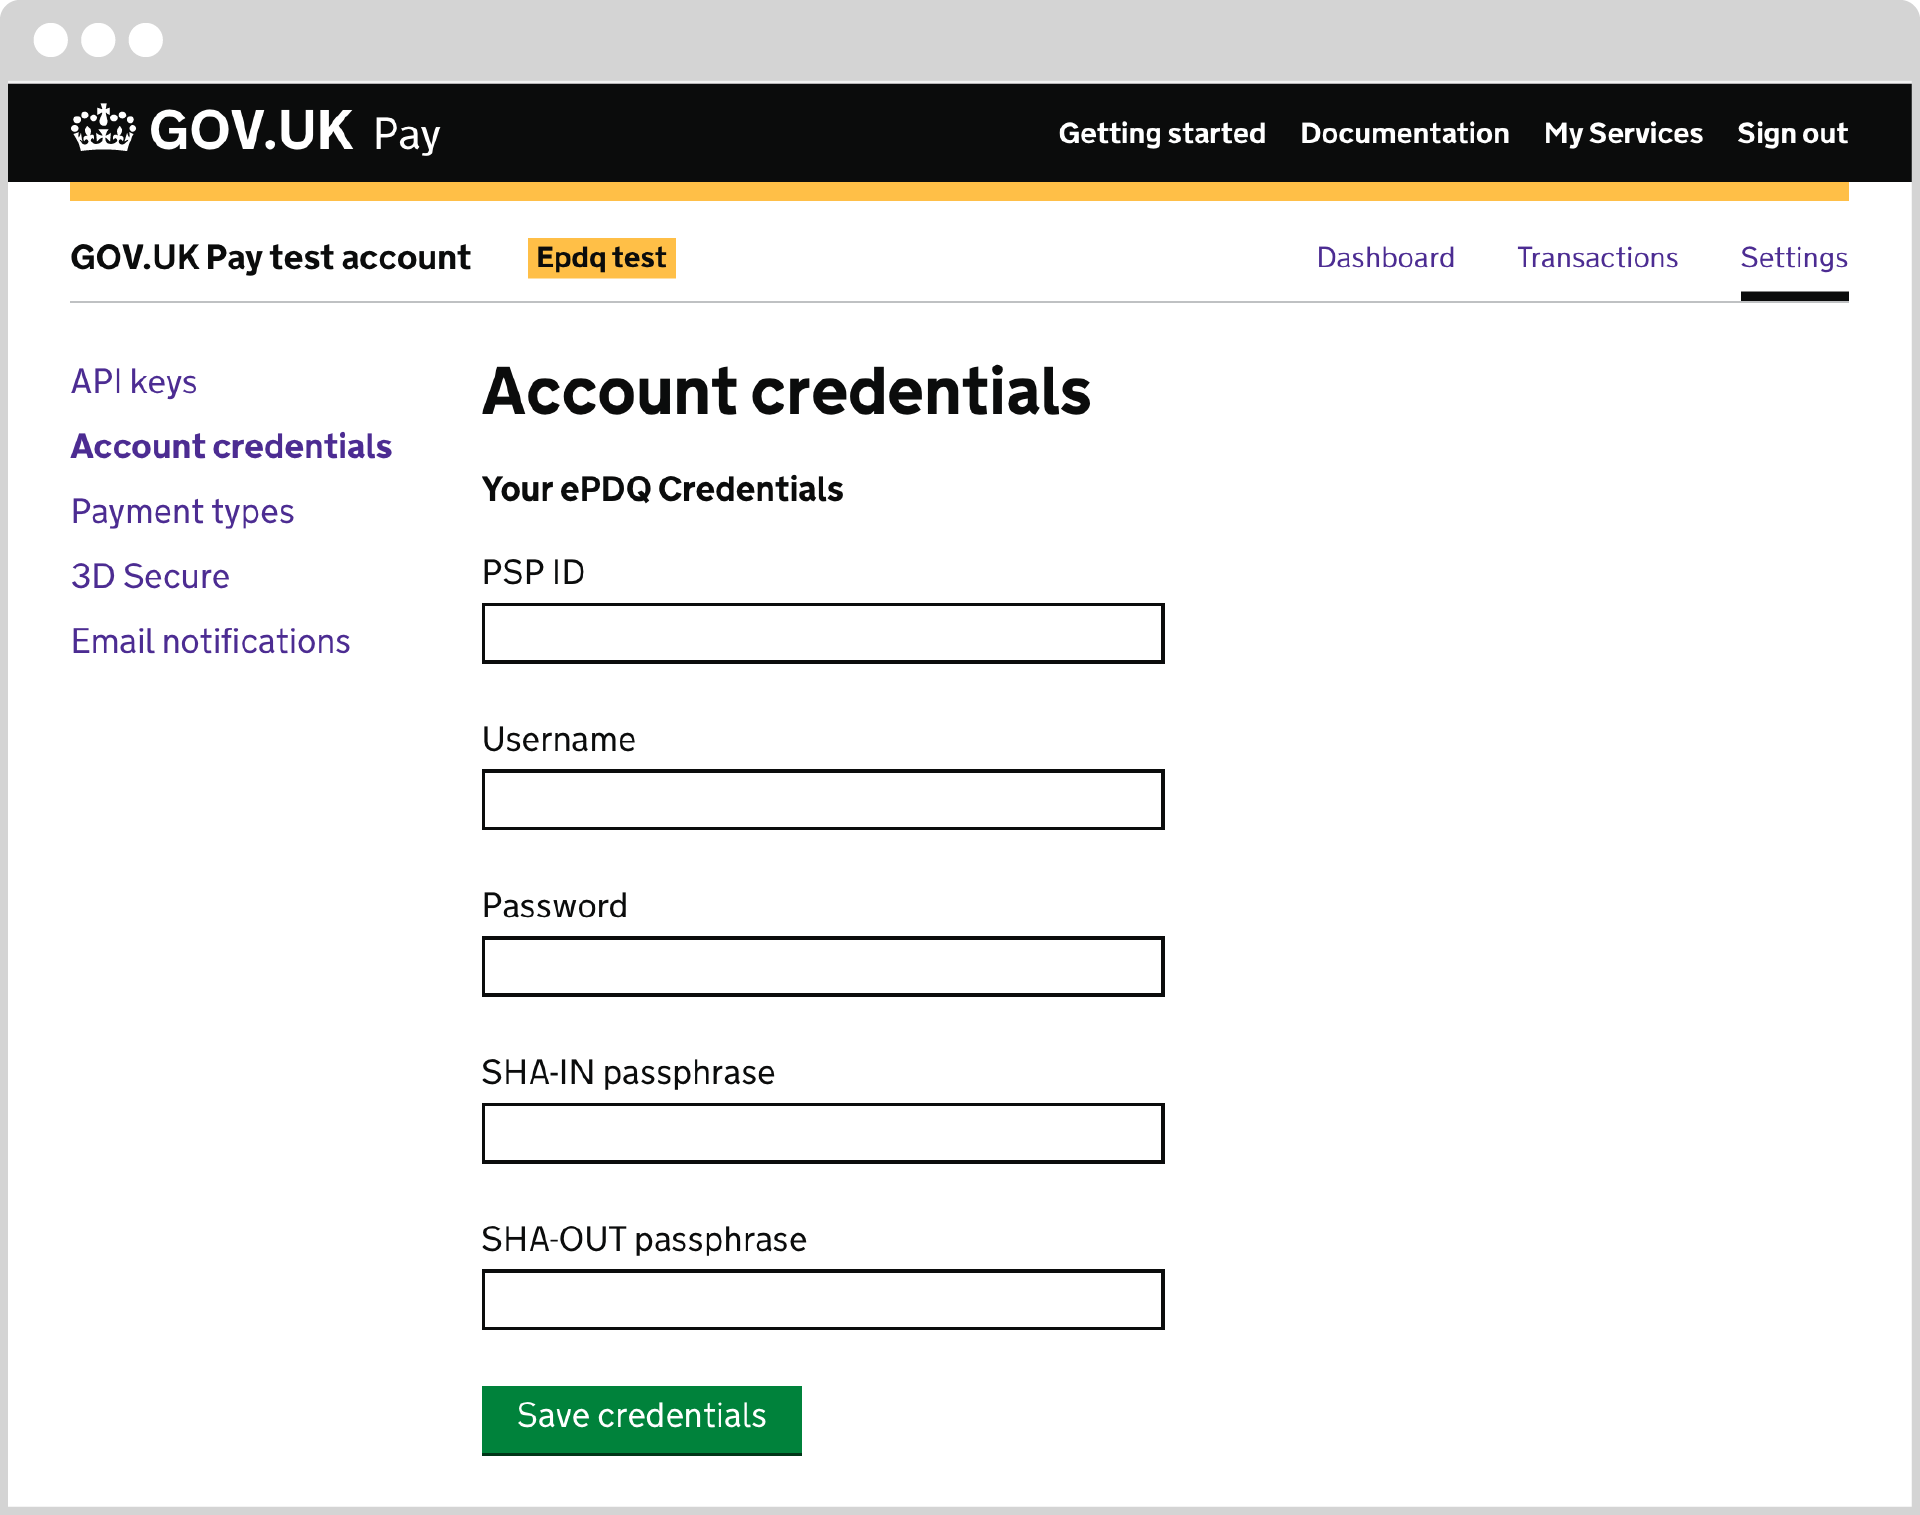 GOV.UK Pay
Getting started Documentation My Services Sign out
GOV.UK Pay test account Epdq test
Dashboard Transactions Settings
API keys
Account credentials
Payment types
3D Secure
Email notifications
Account credentials
Your ePDQ Credentials
PSP ID
Username
Password
SHA-IN passphrase
SHA-OUT passphrase
Save credentials